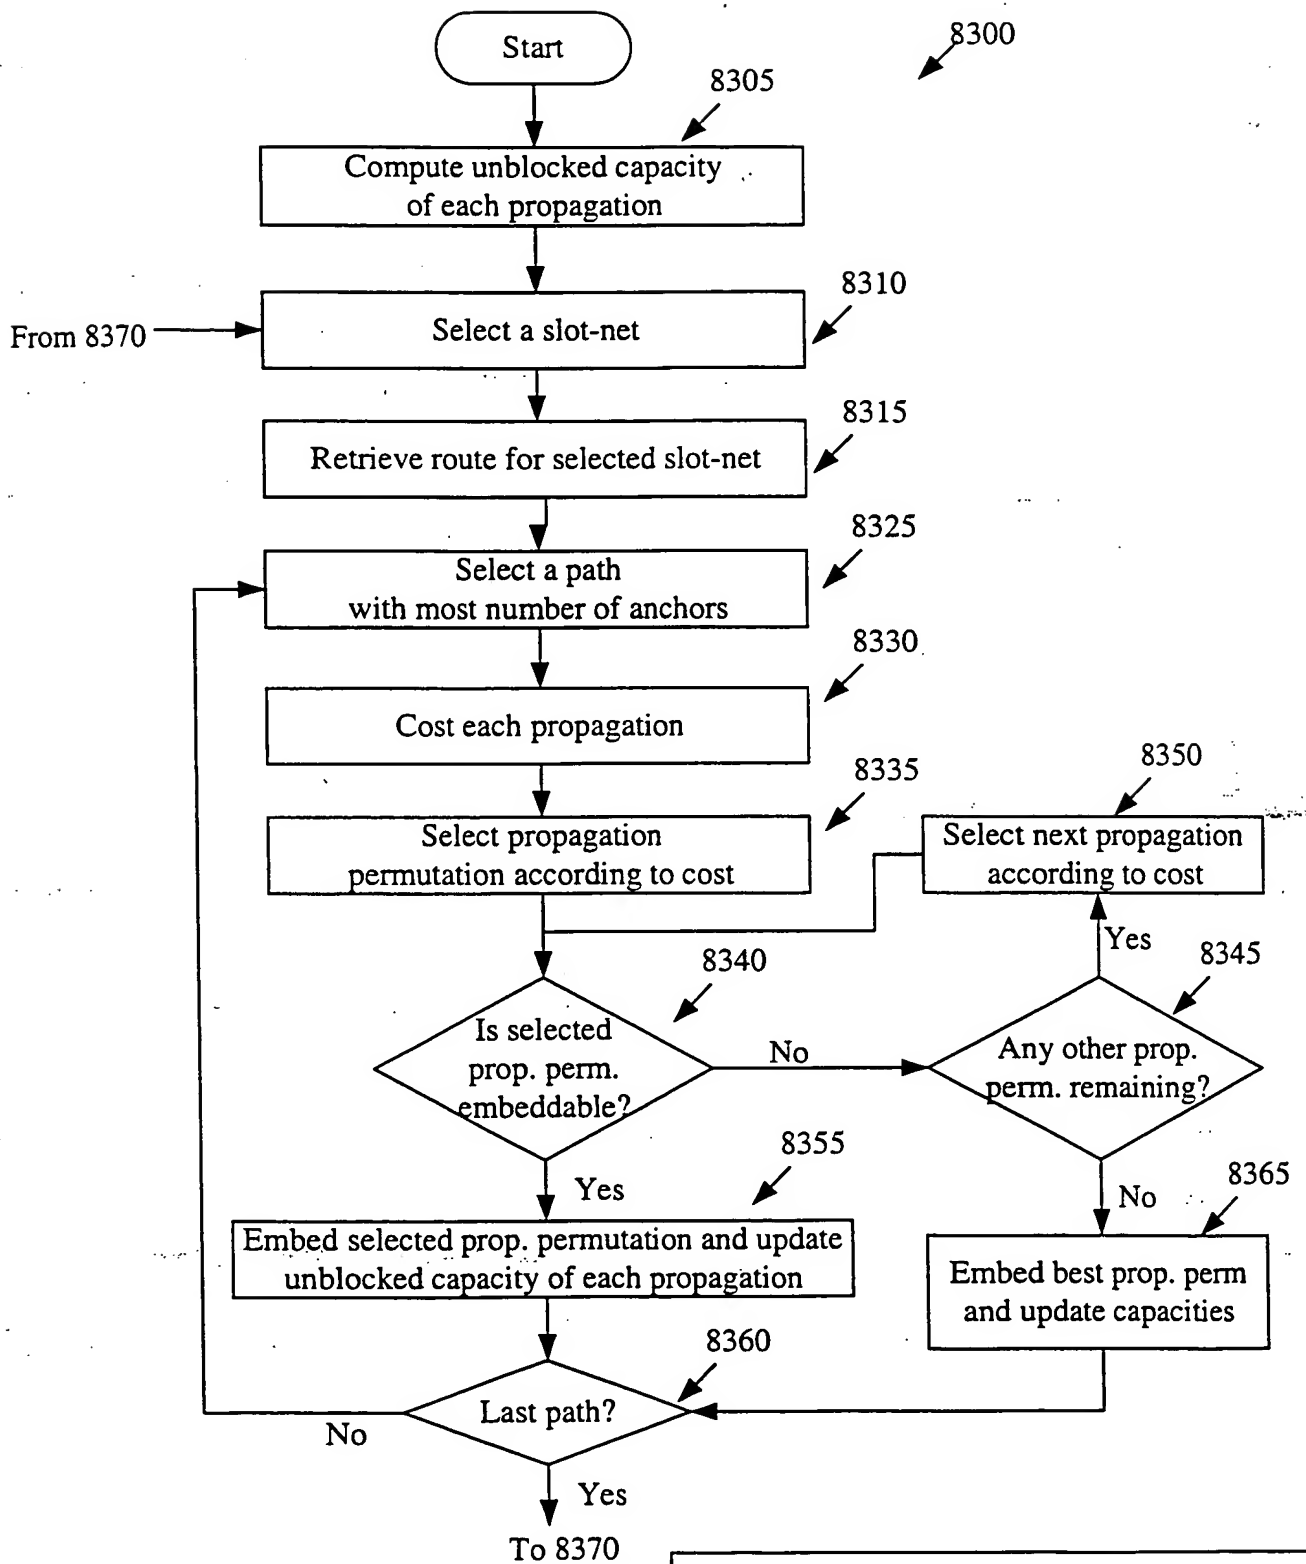 Start
8300
8305
Compute unblocked capacity
of each propagation
8310
From 8370
Select a slot-net
8315
Retrieve route for selected slot-net
8325
Select a path
with most number of anchors
8330
Cost each propagation
8335
8350
Select propagation
permutation according to cost
Select next propagation
according to cost
Yes
8340
8345
Is selected
prop. perm.
embeddable?
No
Any other prop.
perm. remaining?
8355
Yes
No
8365
Embed selected prop. permutation and update
unblocked capacity of each propagation
Embed best prop. perm
and update capacities
8360
Last path?
No
Yes
To 8370